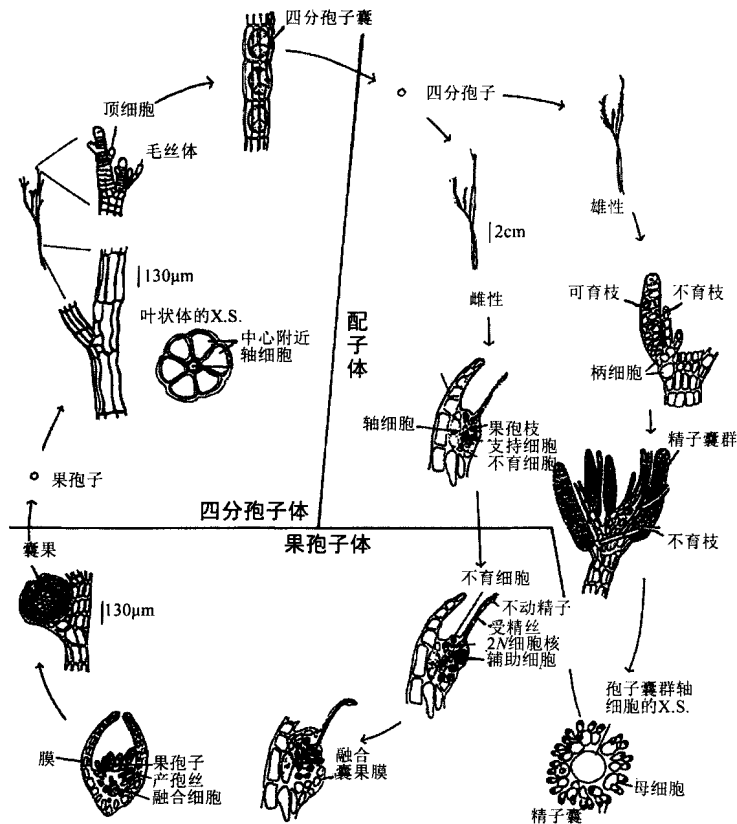 四分孢子囊
顶细胞
毛丝体
四分孢子
雄性
2cm
130μm
雌性
叶状体的X.S.
中心附近
轴细胞
配子体
可育枝
不育枝
柄细胞
轴细胞
果孢枝
支持细胞
不育细胞
精子囊群
不育枝
果孢子
四分孢子体
果孢子体
囊果
130μm
不育细胞
不动精子
受精丝
2N细胞核
辅助细胞
孢子囊群轴
细胞的X.S.
母细胞
精子囊
融合
囊果膜
膜
果孢子
产孢丝
融合细胞